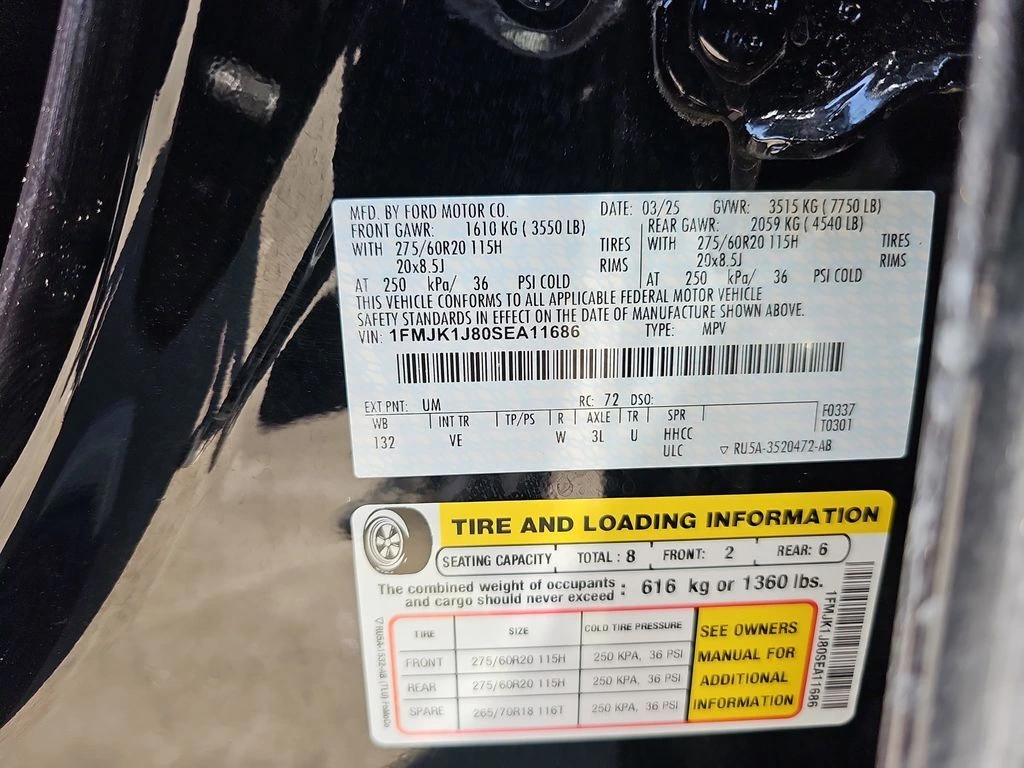 MFD. BY FORD MOTOR CO. DATE: 03/25 GVWR: 3515 KG ( 7750 LB)
FRONT GAWR: 1610 KG ( 3550 LB) REAR GAWR: 2059 KG ( 4540 LB)
WITH 275/60R20 115H TIRES WITH 275/60R20 115H TIRES
20x8.5J RIMS 20x8.5J RIMS
AT 250 kPa/ 36 PSI COLD AT 250 kPa/ 36 PSI COLD
THIS VEHICLE CONFORMS TO ALL APPLICABLE FEDERAL MOTOR VEHICLE
SAFETY STANDARDS IN EFFECT ON THE DATE OF MANUFACTURE SHOWN ABOVE.
VIN: 1FMJK1J80SEA11686 TYPE: MPV
EXT PNT: UM RC: 72 DSO:
WB INT TR TP/PS R AXLE TR SPR F0337
132 VE W 3L U HHCC T0301
ULC RU5A-3520472-AB
TIRE AND LOADING INFORMATION
SEATING CAPACITY TOTAL : 8 FRONT: 2 REAR: 6
The combined weight of occupants
and cargo should never exceed : 616 kg or 1360 lbs.
TIRE SIZE COLD TIRE PRESSURE
FRONT 275/60R20 115H 250 KPA, 36 PSI
REAR 275/60R20 115H 250 KPA, 36 PSI
SPARE 265/70R18 116T 250 KPA, 36 PSI
SEE OWNERS
MANUAL FOR
ADDITIONAL
INFORMATION
1FMJK1J80SEA11686